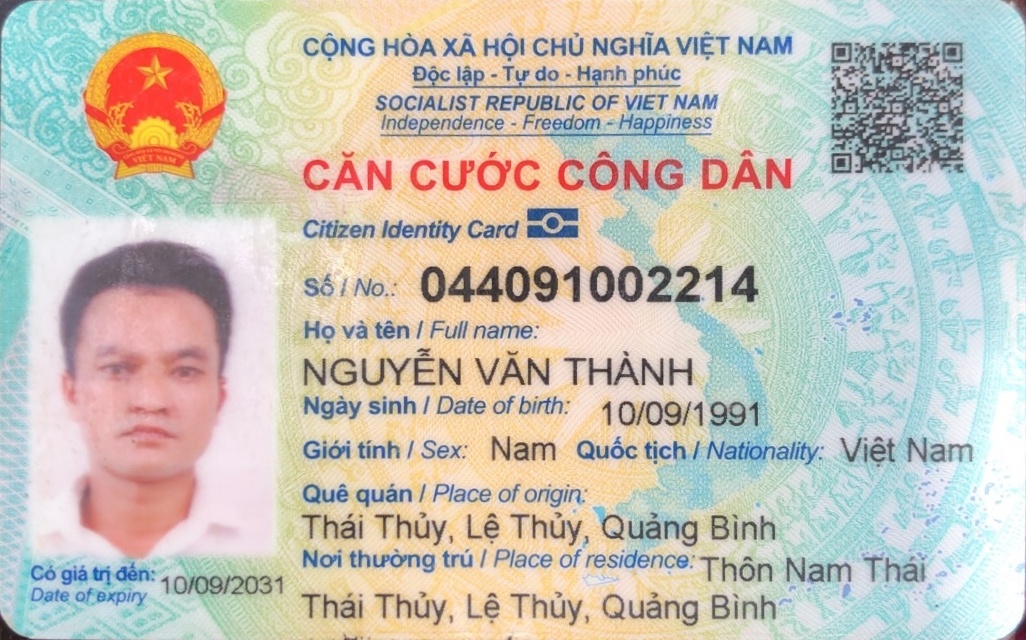 CỘNG HÒA XÃ HỘI CHỦ NGHĨA VIỆT NAM
Độc lập - Tự do - Hạnh phúc
SOCIALIST REPUBLIC OF VIET NAM
Independence - Freedom - Happiness
CĂN CƯỚC CÔNG DÂN
Citizen Identity Card
Số / No.: 044091002214
Họ và tên / Full name:
NGUYỄN VĂN THÀNH
Ngày sinh / Date of birth: 10/09/1991
Giới tính / Sex: Nam Quốc tịch / Nationality: Việt Nam
Quê quán / Place of origin:
Thái Thủy, Lệ Thủy, Quảng Bình
Nơi thường trú / Place of residence: Thôn Nam Thái
Thái Thủy, Lệ Thủy, Quảng Bình
Có giá trị đến: 10/09/2031
Date of expiry
VIỆT NAM